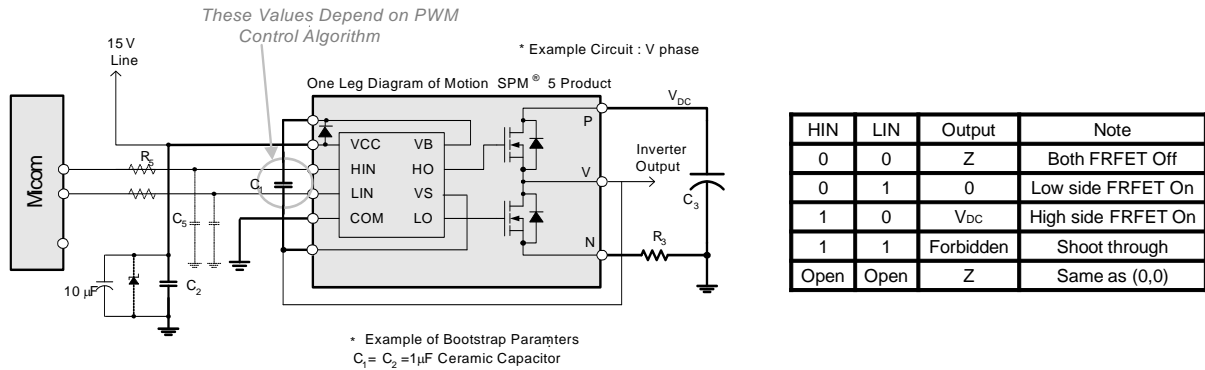 These Values Depend on PWM
Control Algorithm
15 V
Line
* Example Circuit : V phase
One Leg Diagram of Motion SPM® 5 Product
Micom
R5
C5
C1
10 µF
C2
VCC
HIN
LIN
COM
VB
HO
VS
LO
P
V
N
VDC
Inverter
Output
C3
R3
* Example of Bootstrap Paramters
C1= C2 =1µF Ceramic Capacitor
HIN LIN Output Note
0 0 Z Both FRFET Off
0 1 0 Low side FRFET On
1 0 VDC High side FRFET On
1 1 Forbidden Shoot through
Open Open Z Same as (0,0)